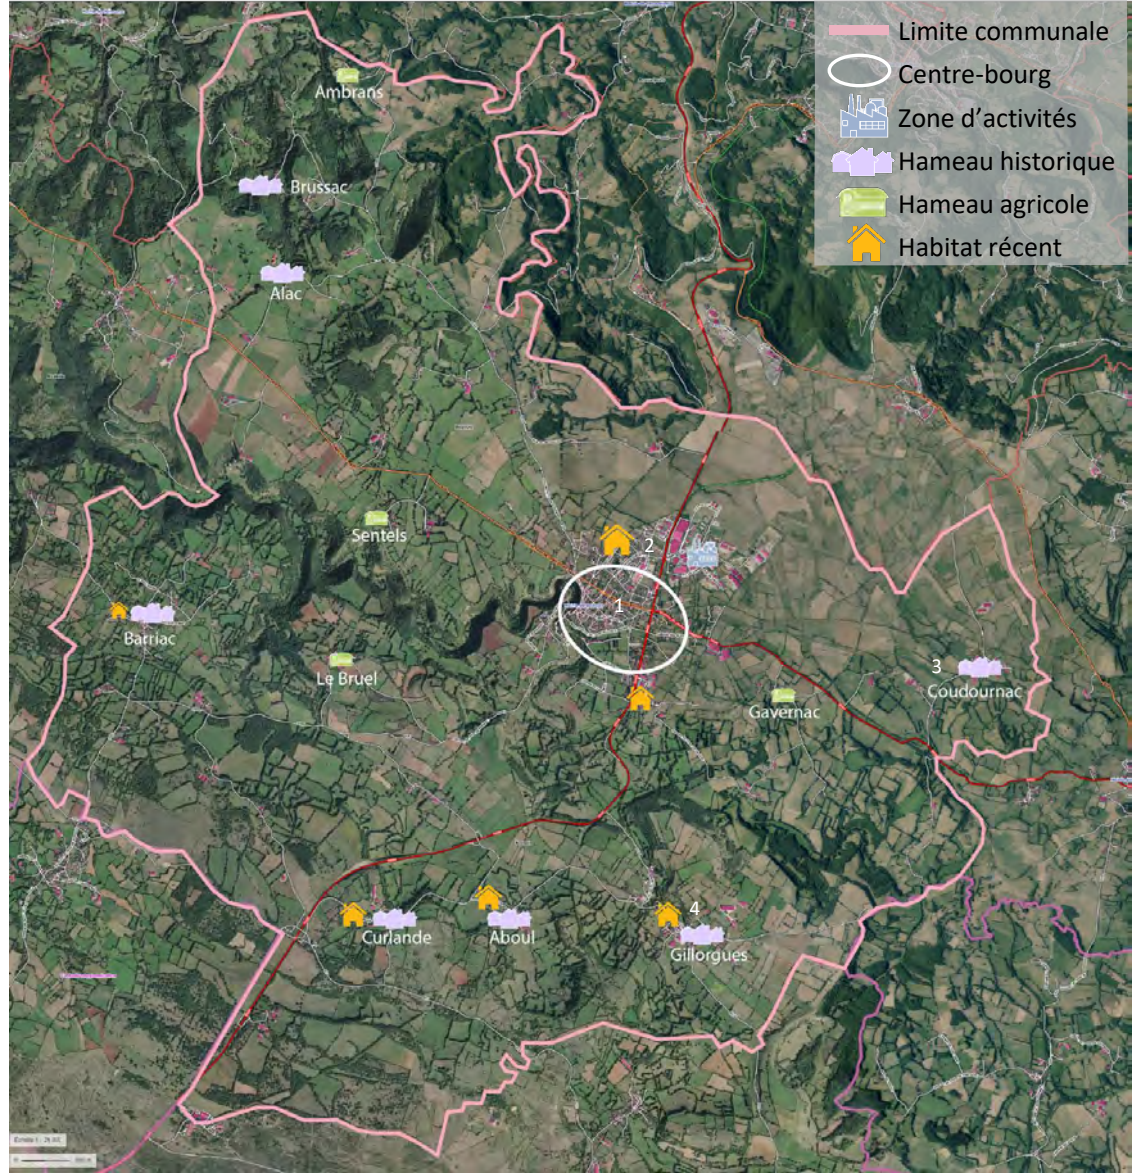 Limite communale
Centre-bourg
Zone d'activités
Hameau historique
Hameau agricole
Habitat récent
Ambrans
Brussac
Alac
Sentels
2
1
Barriac
Le Bruel
3
Coudournac
Gavernac
4
Curlande
Aboul
Gillorgues